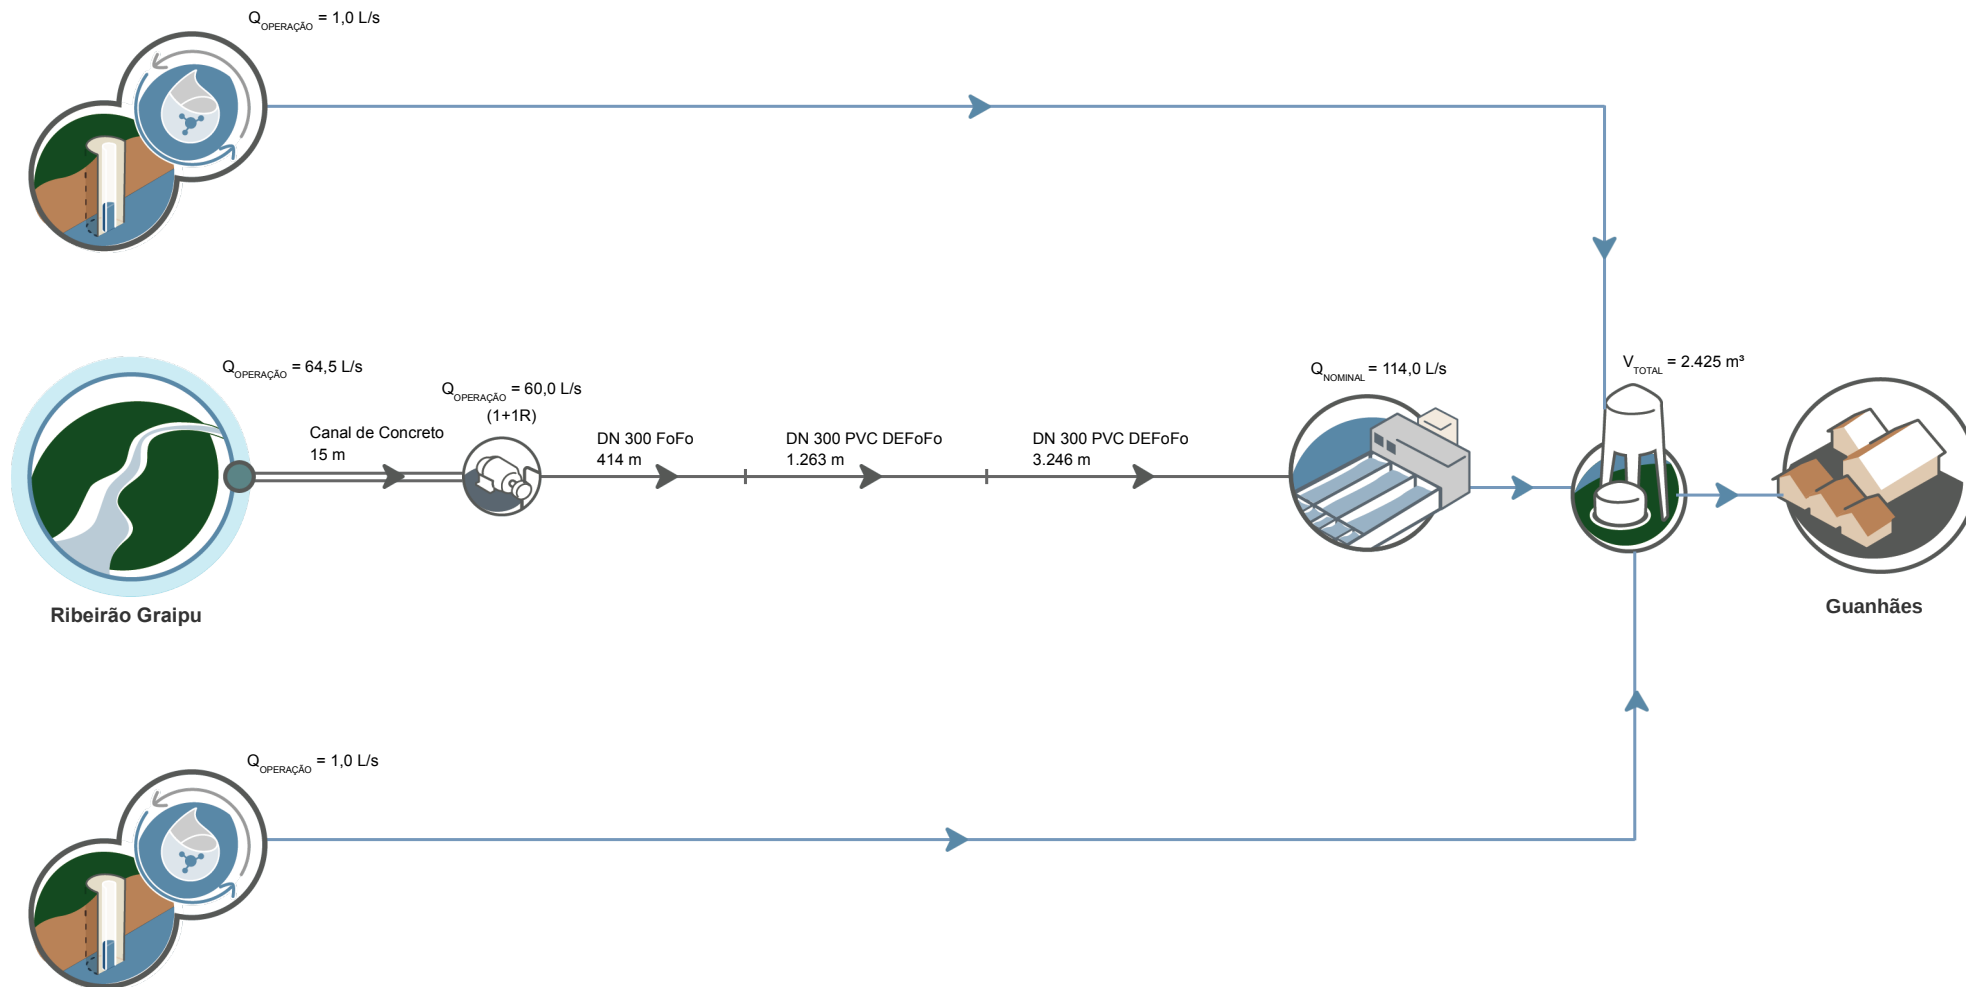 Q OPERAÇÃO = 1,0 L/s
Q OPERAÇÃO = 64,5 L/s
Q OPERAÇÃO = 60,0 L/s
(1+1R)
Canal de Concreto
15 m
DN 300 FoFo
414 m
DN 300 PVC DEFoFo
1.263 m
DN 300 PVC DEFoFo
3.246 m
Q NOMINAL = 114,0 L/s
V TOTAL = 2.425 m³
Ribeirão Graipu
Guanhães
Q OPERAÇÃO = 1,0 L/s